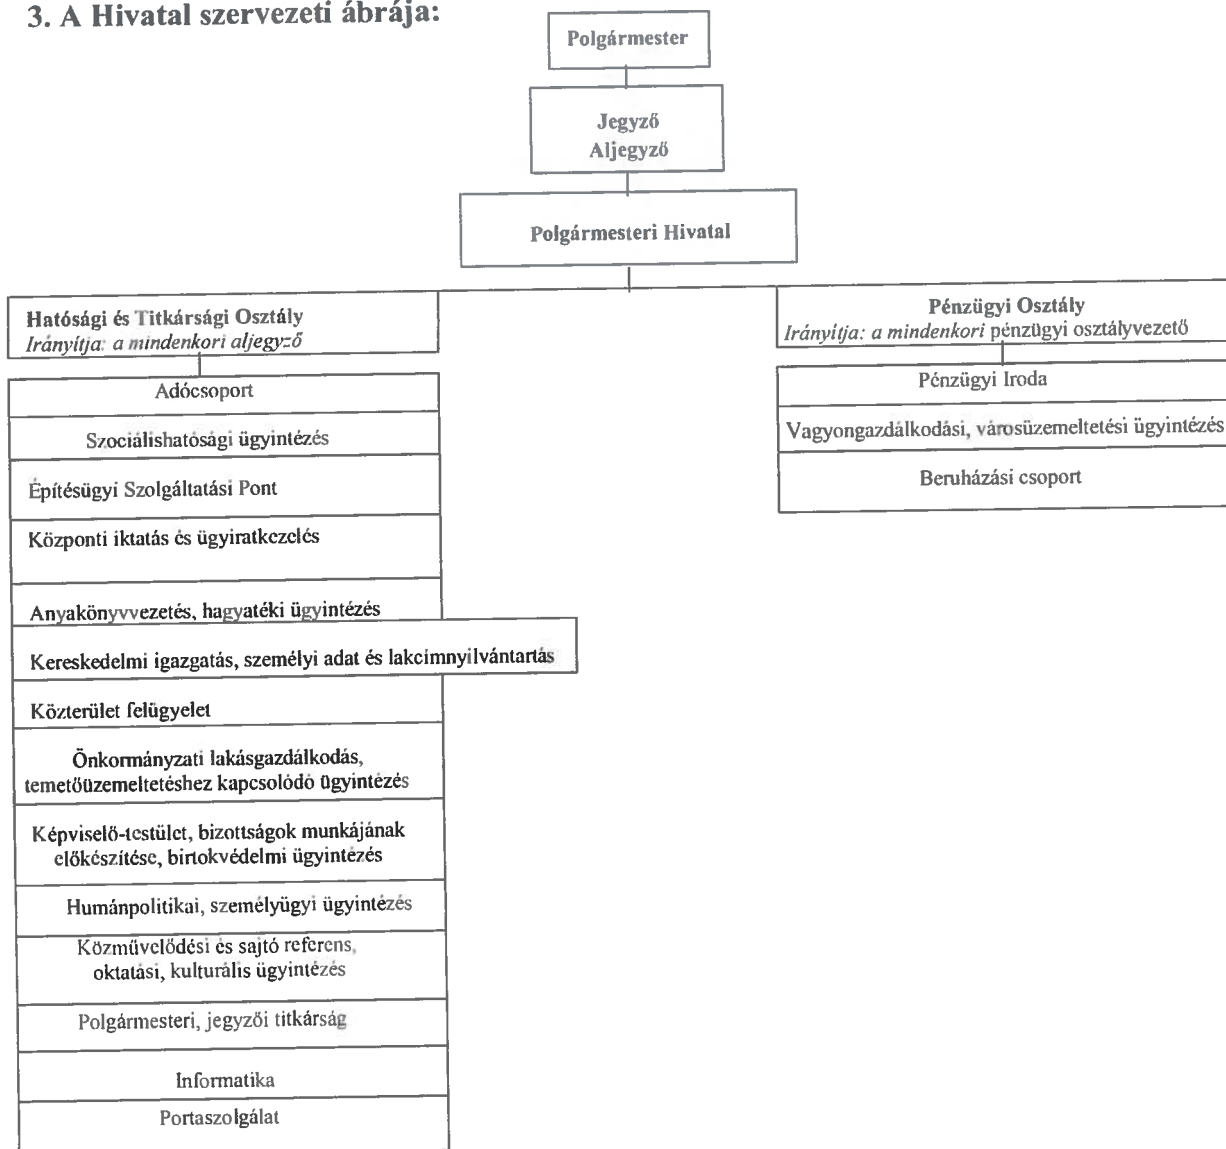 3. A Hivatal szervezeti ábrája:
Polgármester
Jegyző
Aljegyző
Polgármesteri Hivatal
Hatósági és Titkársági Osztály
Irányítja: a mindenkori aljegyző
Adócsoport
Szociálishatósági ügyintézés
Építésügyi Szolgáltatási Pont
Központi iktatás és ügyiratkezelés
Anyakönyvvezetés, hagyatéki ügyintézés
Kereskedelmi igazgatás, személyi adat és lakcímnyilvántartás
Közterület felügyelet
Önkormányzati lakásgazdálkodás,
temetőüzemeltetéshez kapcsolódó ügyintézés
Képviselő-testület, bizottságok munkájának
előkészítése, birtokvédelmi ügyintézés
Humánpolitikai, személyügyi ügyintézés
Közművelődési és sajtó referens,
oktatási, kulturális ügyintézés
Polgármesteri, jegyzői titkárság
Informatika
Portaszolgálat
Pénzügyi Osztály
Irányítja: a mindenkori pénzügyi osztályvezető
Pénzügyi Iroda
Vagyongazdálkodási, városüzemeltetési ügyintézés
Beruházási csoport